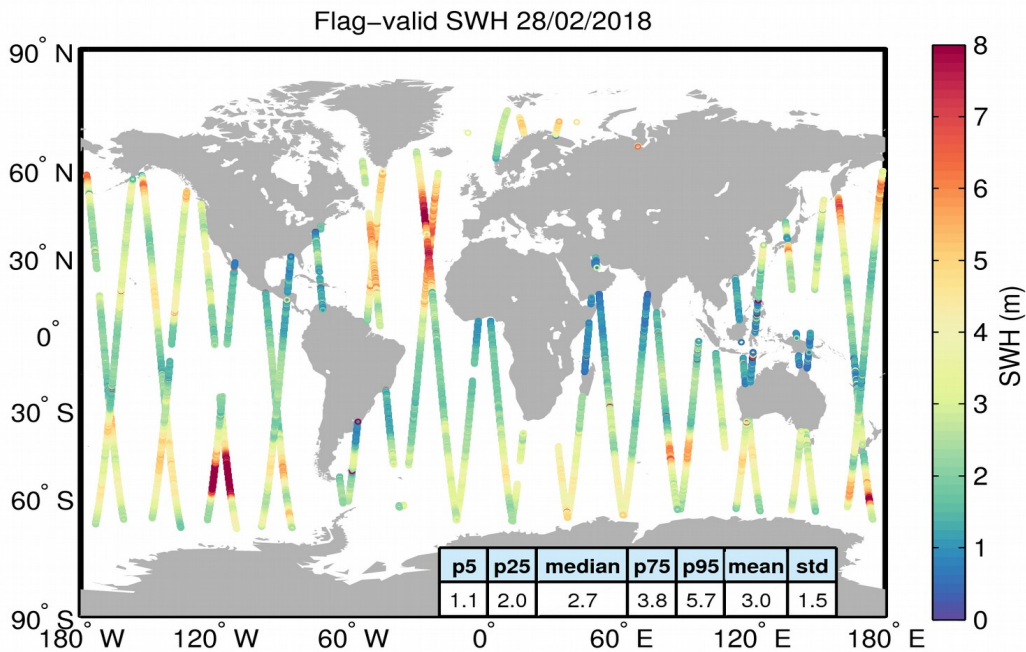 Flag−valid SWH 28/02/2018
90° N
60° N
30° N
0°
30° S
60° S
90° S
180° W
120° W
60° W
0°
60° E
120° E
180° E
p5 p25 median p75 p95 mean std
1.1 2.0 2.7 3.8 5.7 3.0 1.5
8
7
6
5
4
3
2
1
0
SWH (m)